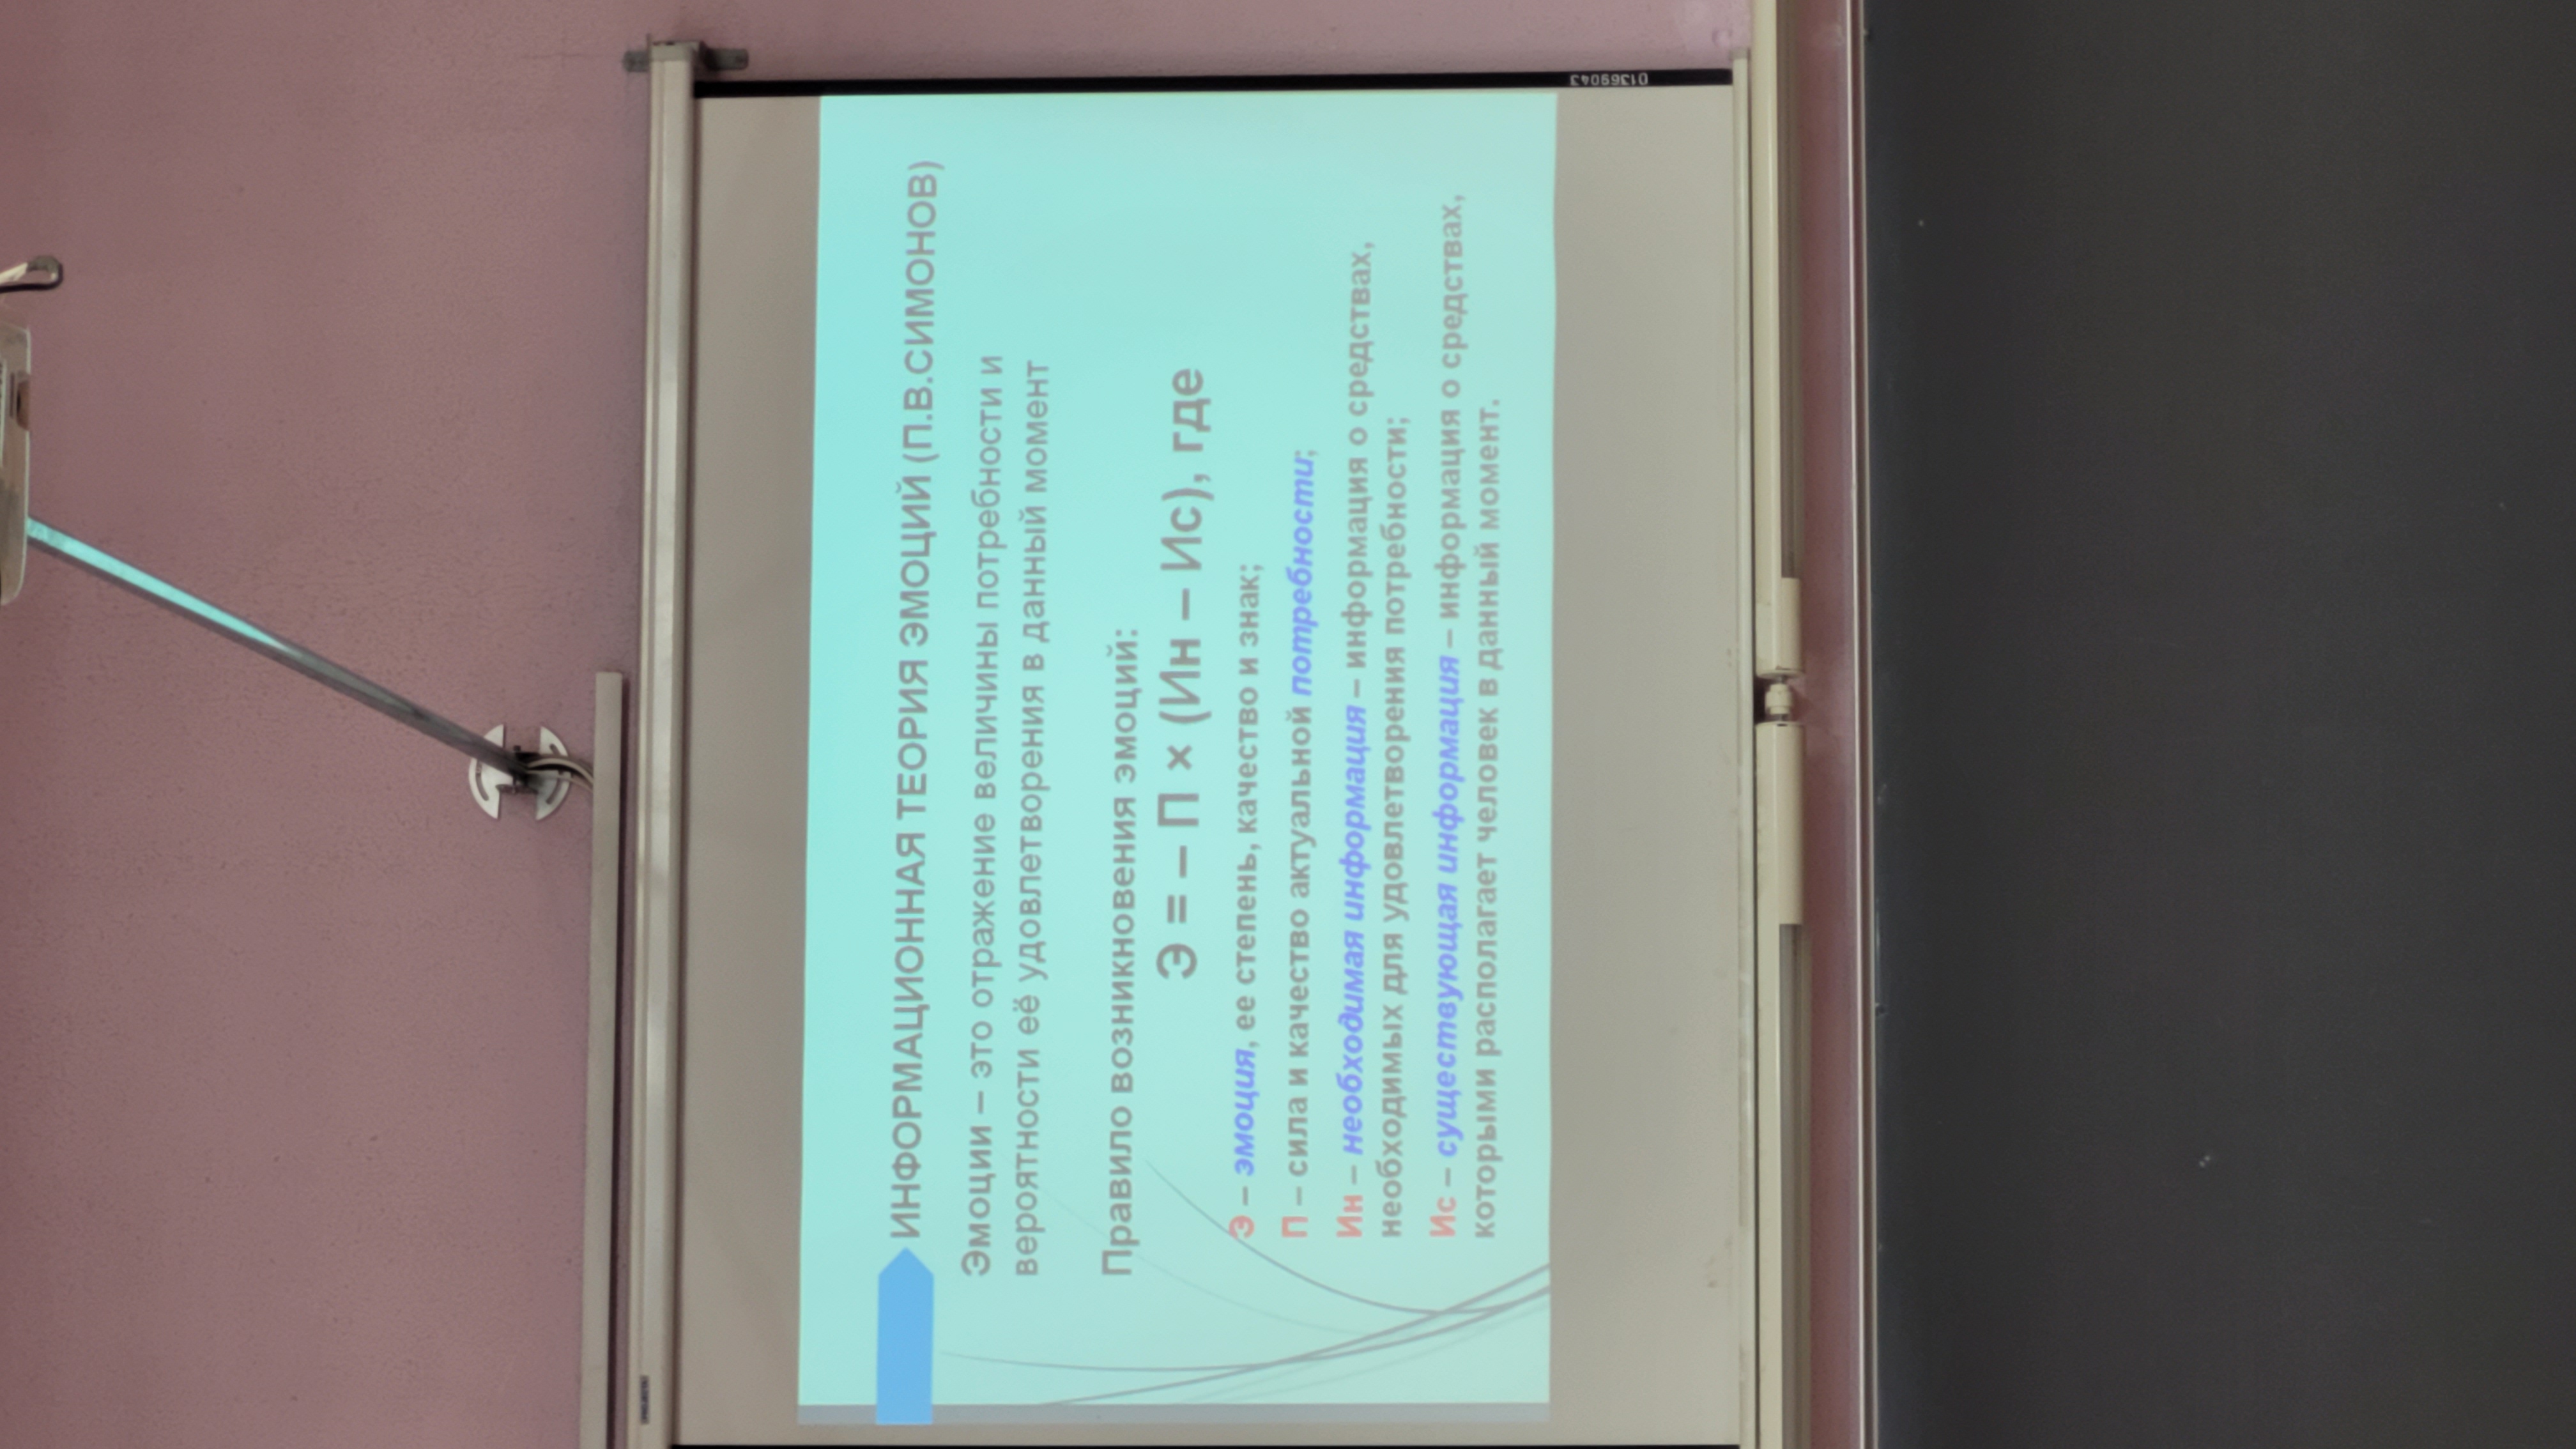 PROJECTA
ИНФОРМАЦИОННАЯ ТЕОРИЯ ЭМОЦИЙ (П.В.СИМОНОВ)
Эмоции – это отражение величины потребности и
вероятности её удовлетворения в данный момент
Правило возникновения эмоций:
Э = – П × (Ин – Ис), где
Э – эмоция, ее степень, качество и знак;
П – сила и качество актуальной потребности;
Ин – необходимая информация – информация о средствах,
необходимых для удовлетворения потребности;
Ис – существующая информация – информация о средствах,
которыми располагает человек в данный момент.
01369043